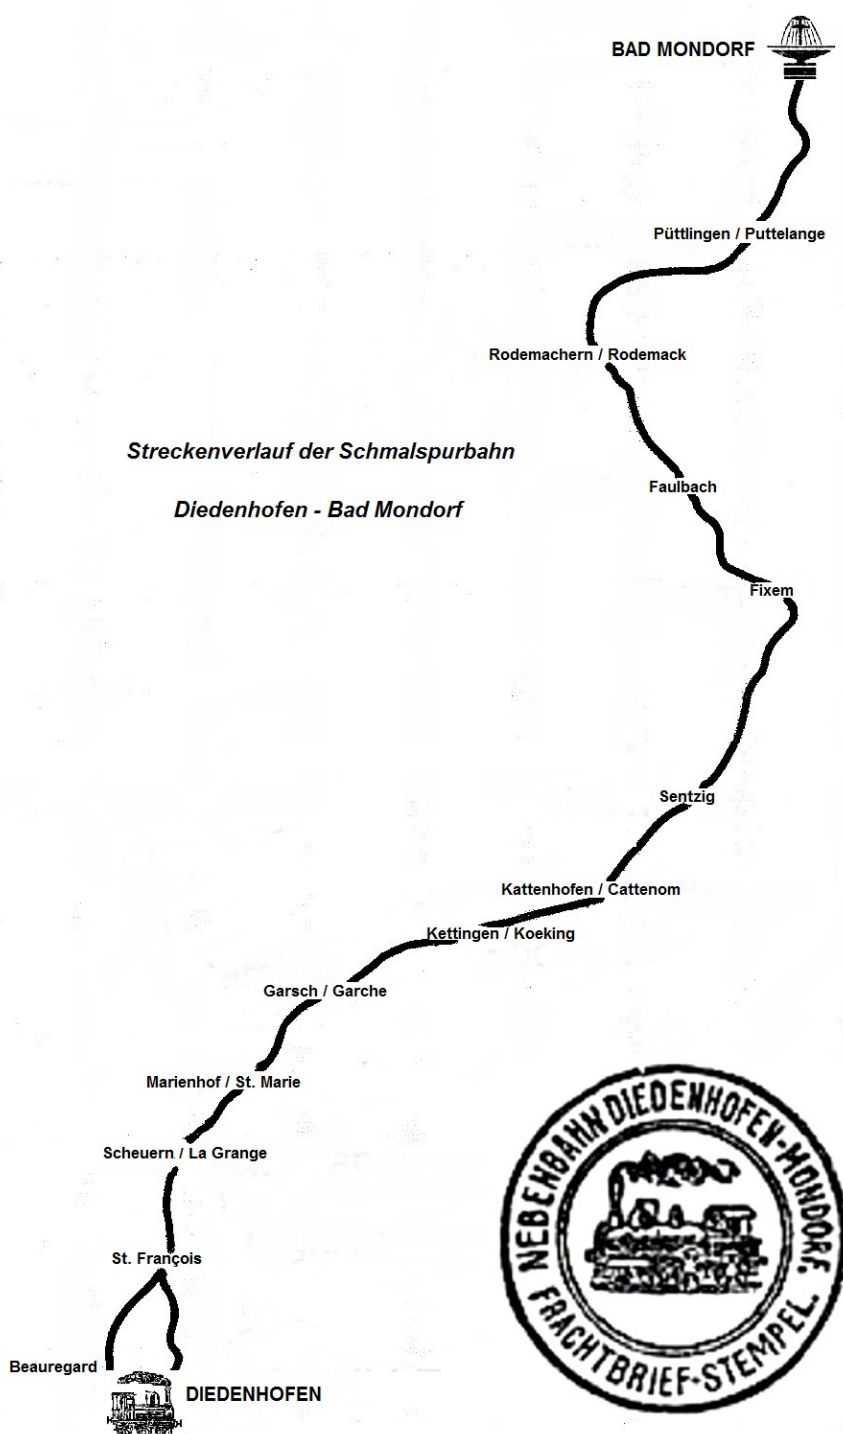 BAD MONDORF
Püttlingen / Puttelange
Rodemachern / Rodemack
Streckenverlauf der Schmalspurbahn
Diedenhofen - Bad Mondorf
Faulbach
Fixem
Sentzig
Kattenhofen / Cattenom
Kettingen / Koeking
Garsch / Garche
Marienhof / St. Marie
Scheuern / La Grange
St. François
Beauregard
DIEDENHOFEN
NEBENBAHN DIEDENHOFEN-MONDORF.
FRACHTBRIEF-STEMPEL.